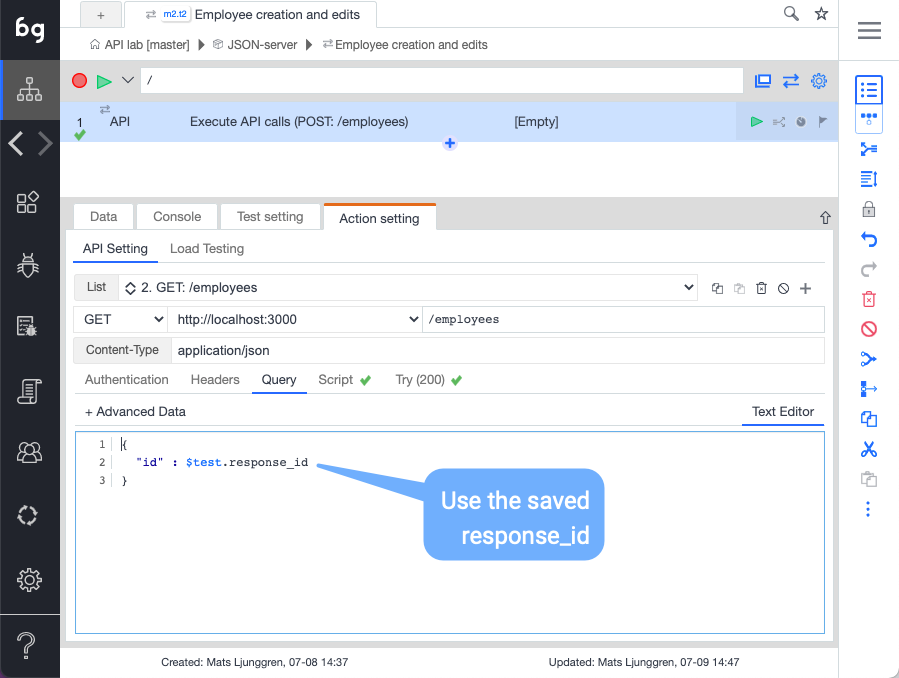 bg
+
m2.t2 Employee creation and edits
API lab [master] JSON-server Employee creation and edits
/
1 API Execute API calls (POST: /employees) [Empty]
Data Console Test setting Action setting
API Setting Load Testing
List 2. GET: /employees
GET http://localhost:3000 /employees
Content-Type application/json
Authentication Headers Query Script Try (200)
+ Advanced Data Text Editor
1 {
2 "id" : $test.response_id
3 }
Use the saved
response_id
Created: Mats Ljunggren, 07-08 14:37 Updated: Mats Ljunggren, 07-09 14:47